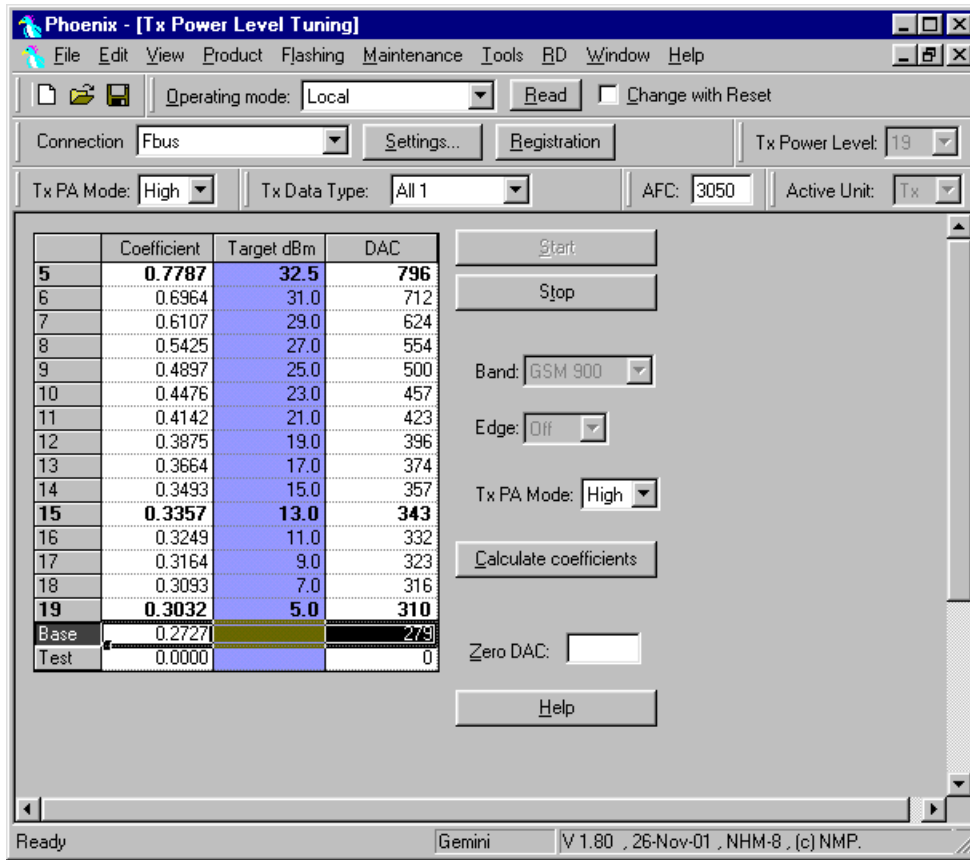 Phoenix - [Tx Power Level Tuning]
File Edit View Product Flashing Maintenance Tools RD Window Help
Operating mode: Local Read Change with Reset
Connection Fbus Settings... Registration Tx Power Level: 19
Tx PA Mode: High Tx Data Type: All 1 AFC: 3050 Active Unit: Tx
Coefficient Target dBm DAC
5 0.7787 32.5 796
6 0.6964 31.0 712
7 0.6107 29.0 624
8 0.5425 27.0 554
9 0.4897 25.0 500
10 0.4476 23.0 457
11 0.4142 21.0 423
12 0.3875 19.0 396
13 0.3664 17.0 374
14 0.3493 15.0 357
15 0.3357 13.0 343
16 0.3249 11.0 332
17 0.3164 9.0 323
18 0.3093 7.0 316
19 0.3032 5.0 310
Base 0.2727 279
Test 0.0000 0
Start
Stop
Band: GSM 900
Edge: Off
Tx PA Mode: High
Calculate coefficients
Zero DAC:
Help
Ready Gemini V 1.80 , 26-Nov-01 , NHM-8 , (c) NMP.